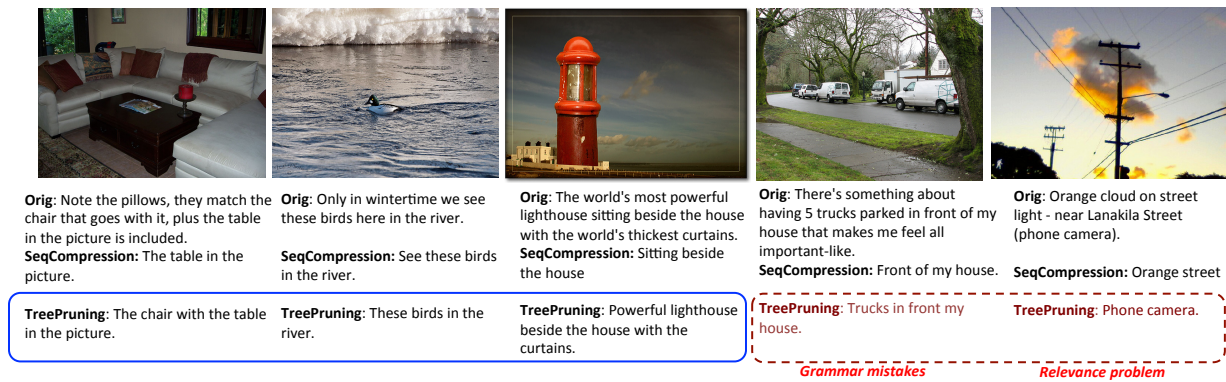 Orig: Note the pillows, they match the
chair that goes with it, plus the table
in the picture is included.
SeqCompression: The table in the
picture.
TreePruning: The chair with the table
in the picture.
Orig: Only in wintertime we see
these birds here in the river.
SeqCompression: See these birds
in the river.
TreePruning: These birds in the
river.
Orig: The world's most powerful
lighthouse sitting beside the house
with the world's thickest curtains.
SeqCompression: Sitting beside
the house
TreePruning: Powerful lighthouse
beside the house with the
curtains.
Orig: There's something about
having 5 trucks parked in front of my
house that makes me feel all
important-like.
SeqCompression: Front of my house.
TreePruning: Trucks in front my
house.
Grammar mistakes
Orig: Orange cloud on street
light - near Lanakila Street
(phone camera).
SeqCompression: Orange street
TreePruning: Phone camera.
Relevance problem